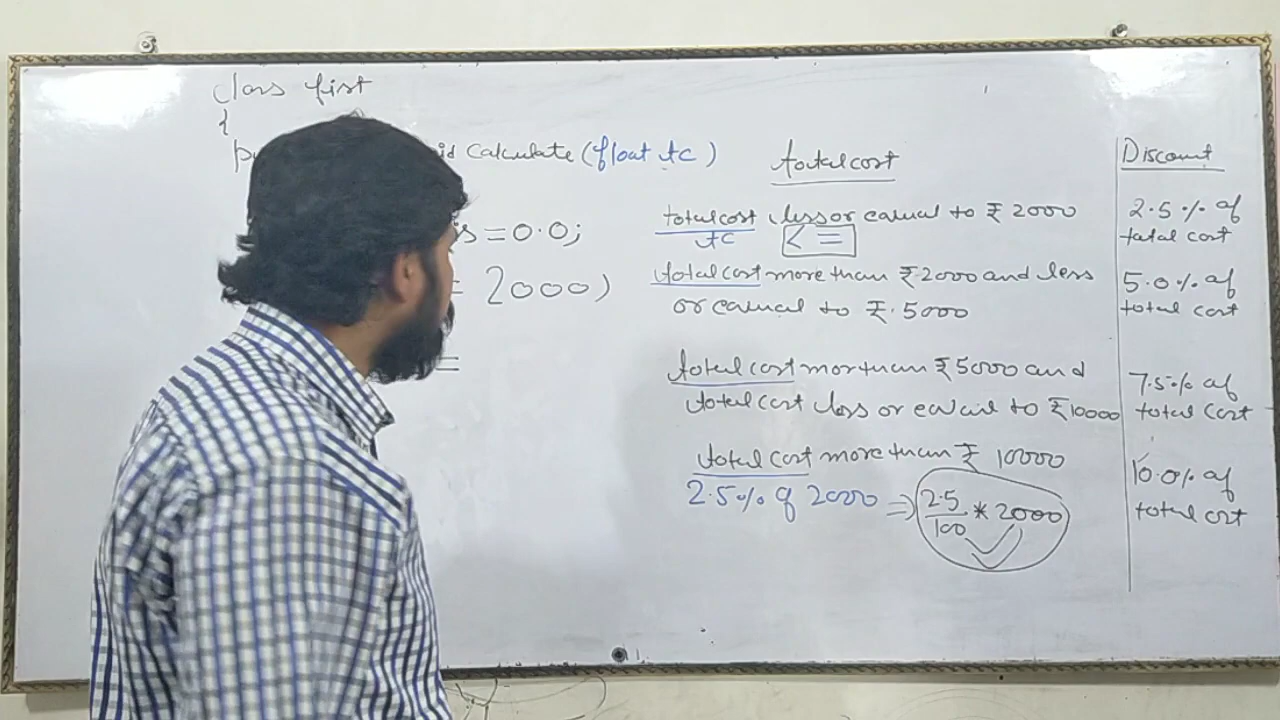 class first
{
calculate (float tc)
s = 0.0;
= 2000)
=
totalcost
Discount
totalcost less or equal to ₹ 2000
tc < =
2.5 % of
total cost
total cost more than ₹ 2000 and less
or equal to ₹. 5000
5.0 % of
total cost
total cost more than ₹ 5000 and
total cost less or equal to ₹ 10000
7.5 % of
total cost
total cost more than ₹ 10000
10.0% of
total cost
2.5% of 2000 ⇒ 2.5/100 * 2000